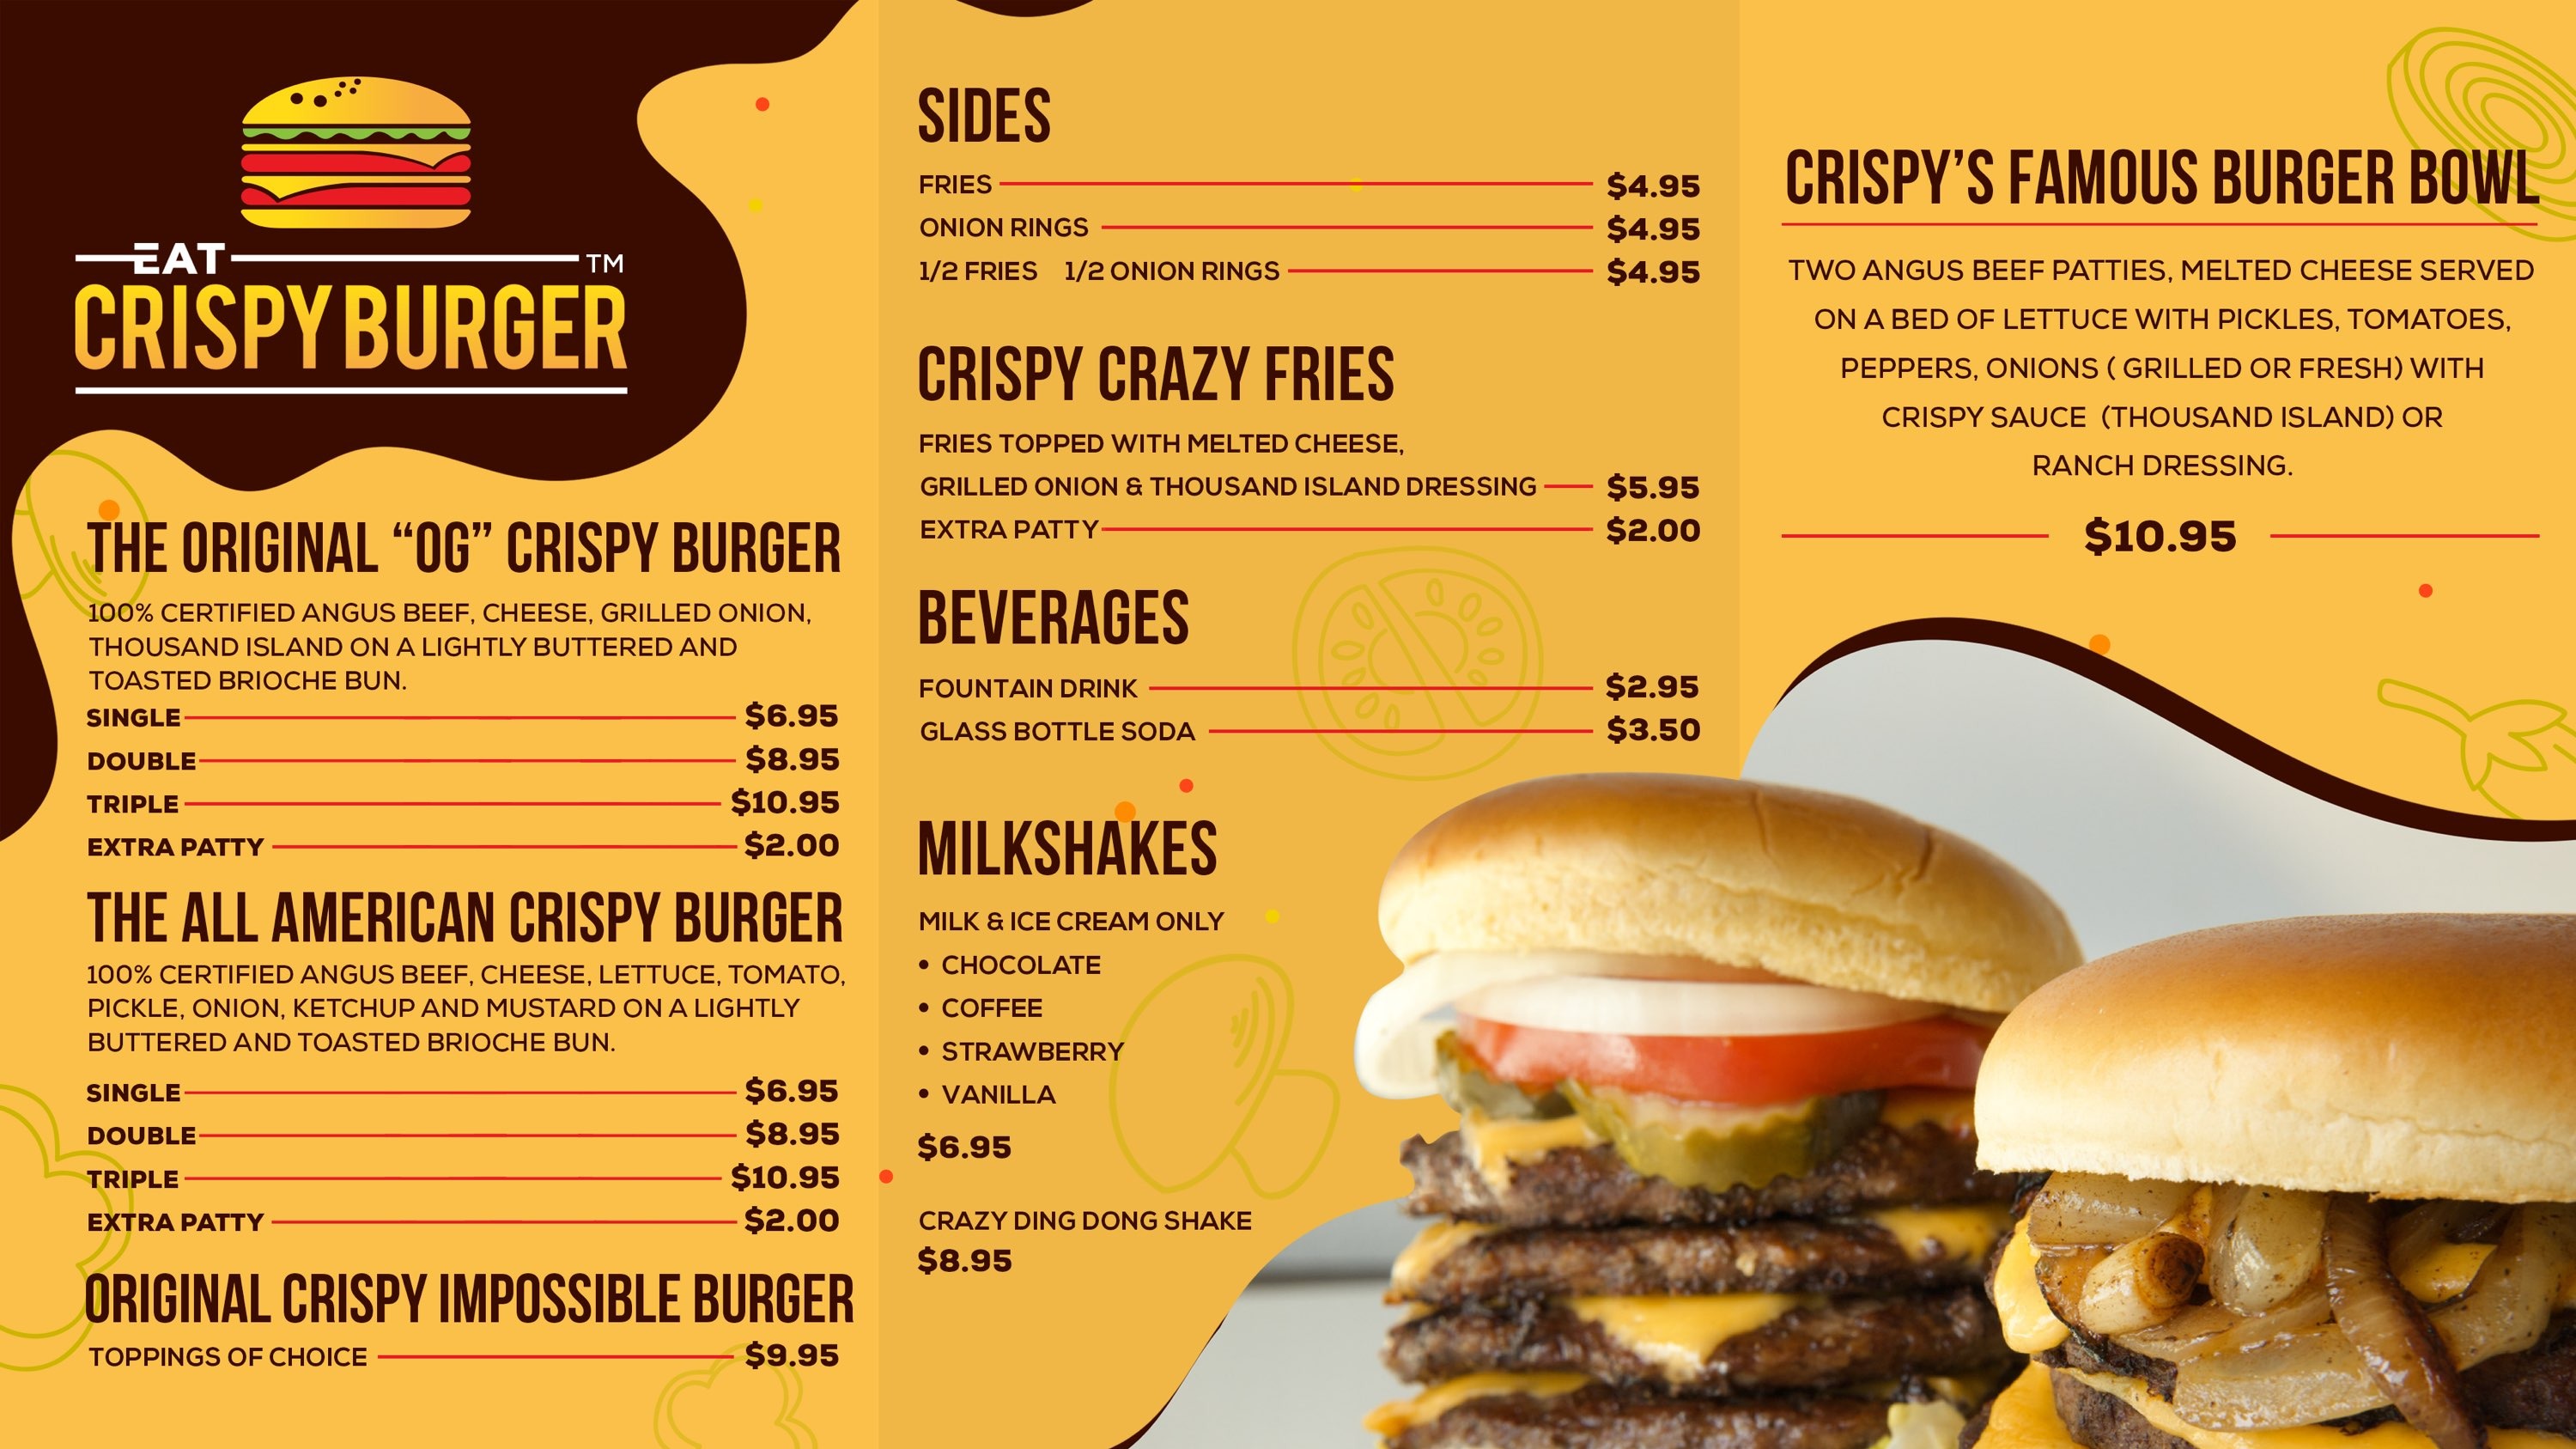 EAT
TM
CRISPY BURGER
THE ORIGINAL “OG” CRISPY BURGER
100% CERTIFIED ANGUS BEEF, CHEESE, GRILLED ONION,
THOUSAND ISLAND ON A LIGHTLY BUTTERED AND
TOASTED BRIOCHE BUN.
SINGLE $6.95
DOUBLE $8.95
TRIPLE $10.95
EXTRA PATTY $2.00
THE ALL AMERICAN CRISPY BURGER
100% CERTIFIED ANGUS BEEF, CHEESE, LETTUCE, TOMATO,
PICKLE, ONION, KETCHUP AND MUSTARD ON A LIGHTLY
BUTTERED AND TOASTED BRIOCHE BUN.
SINGLE $6.95
DOUBLE $8.95
TRIPLE $10.95
EXTRA PATTY $2.00
ORIGINAL CRISPY IMPOSSIBLE BURGER
TOPPINGS OF CHOICE $9.95
SIDES
FRIES $4.95
ONION RINGS $4.95
1/2 FRIES 1/2 ONION RINGS $4.95
CRISPY CRAZY FRIES
FRIES TOPPED WITH MELTED CHEESE,
GRILLED ONION & THOUSAND ISLAND DRESSING $5.95
EXTRA PATTY $2.00
BEVERAGES
FOUNTAIN DRINK $2.95
GLASS BOTTLE SODA $3.50
MILKSHAKES
MILK & ICE CREAM ONLY
• CHOCOLATE
• COFFEE
• STRAWBERRY
• VANILLA
$6.95
CRAZY DING DONG SHAKE
$8.95
CRISPY’S FAMOUS BURGER BOWL
TWO ANGUS BEEF PATTIES, MELTED CHEESE SERVED
ON A BED OF LETTUCE WITH PICKLES, TOMATOES,
PEPPERS, ONIONS ( GRILLED OR FRESH) WITH
CRISPY SAUCE (THOUSAND ISLAND) OR
RANCH DRESSING.
$10.95